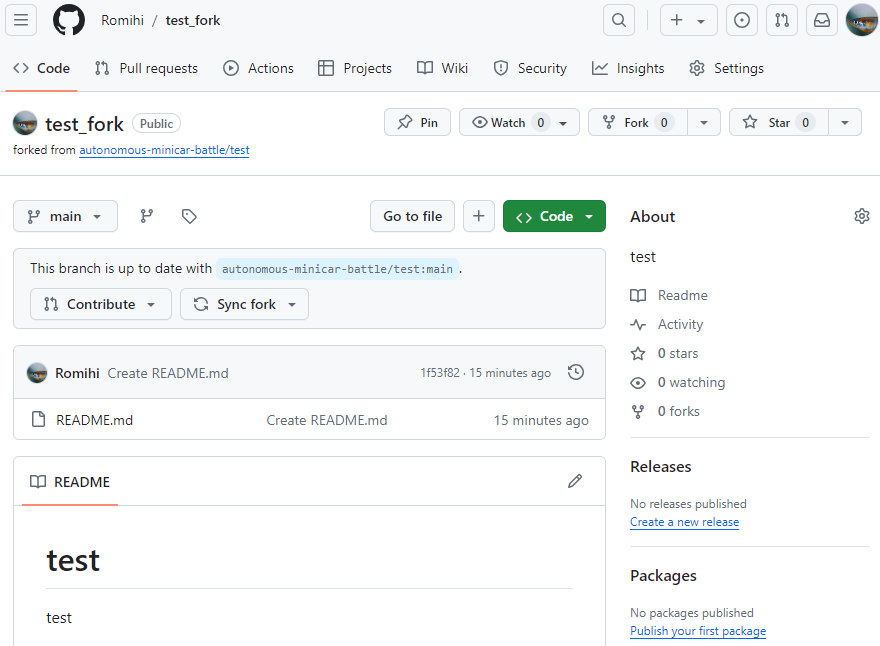 Romihi / test_fork
Code Pull requests Actions Projects Wiki Security Insights Settings
test_fork Public Pin Watch 0 Fork 0 Star 0
forked from autonomous-minicar-battle/test
main Go to file Code
This branch is up to date with autonomous-minicar-battle/test:main .
Contribute Sync fork
Romihi Create README.md 1f53f82 · 15 minutes ago
README.md Create README.md 15 minutes ago
README
test
test
About
test
Readme
Activity
0 stars
0 watching
0 forks
Releases
No releases published
Create a new release
Packages
No packages published
Publish your first package